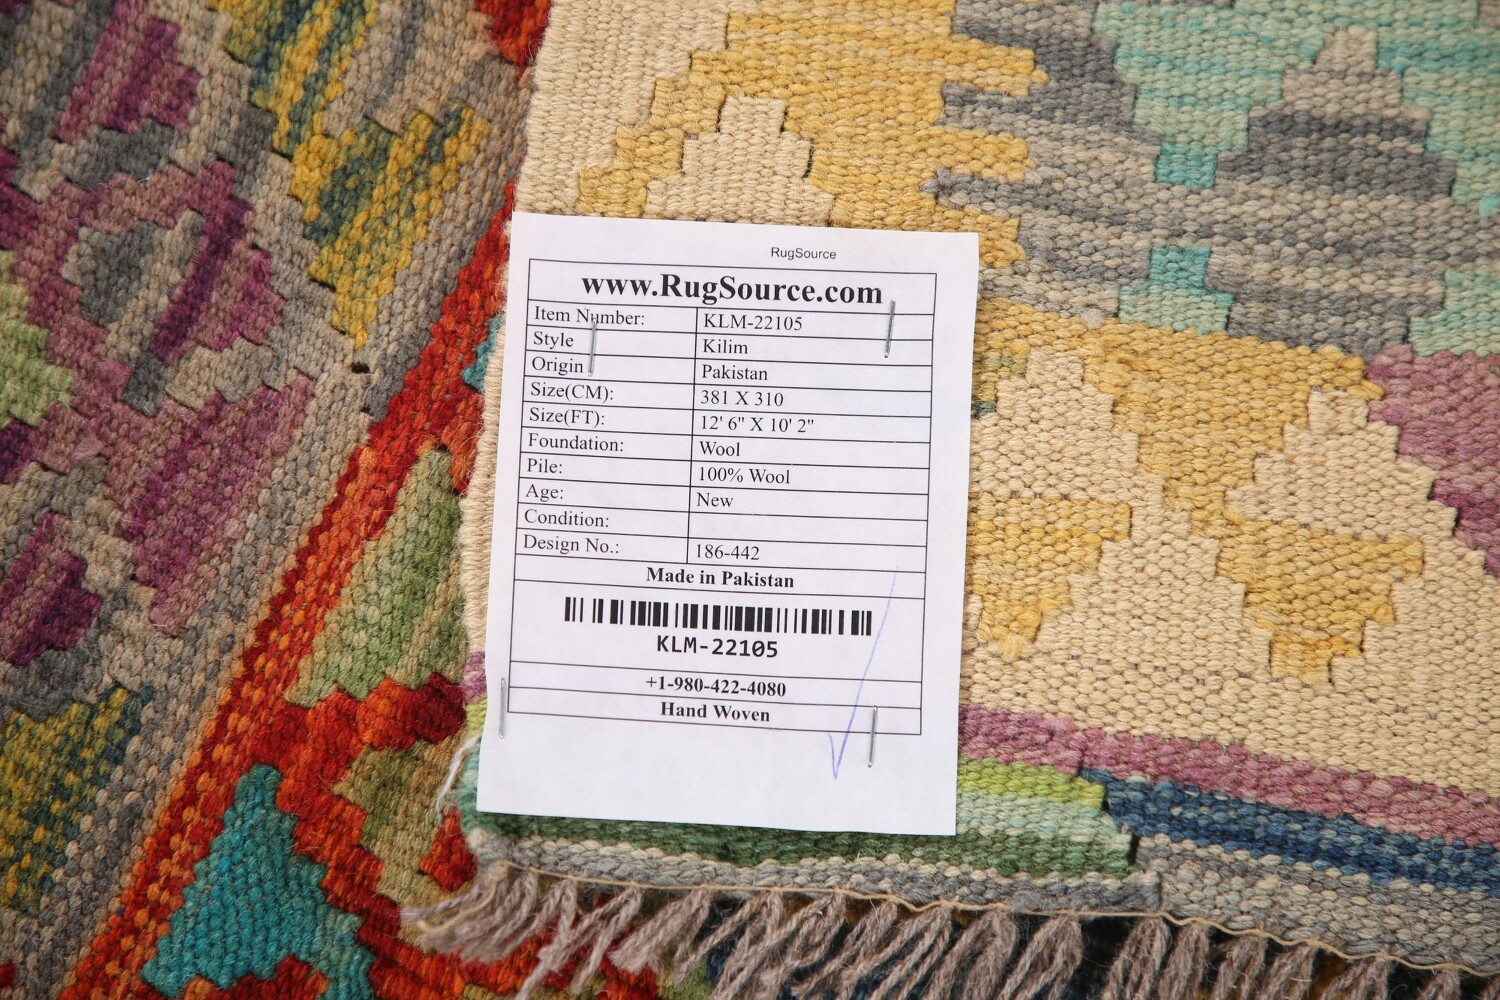 RugSource
www.RugSource.com
Item Number: KLM-22105
Style Kilim
Origin Pakistan
Size(CM): 381 X 310
Size(FT): 12' 6" X 10' 2"
Foundation: Wool
Pile: 100% Wool
Age: New
Condition:
Design No.: 186-442
Made in Pakistan
KLM-22105
+1-980-422-4080
Hand Woven